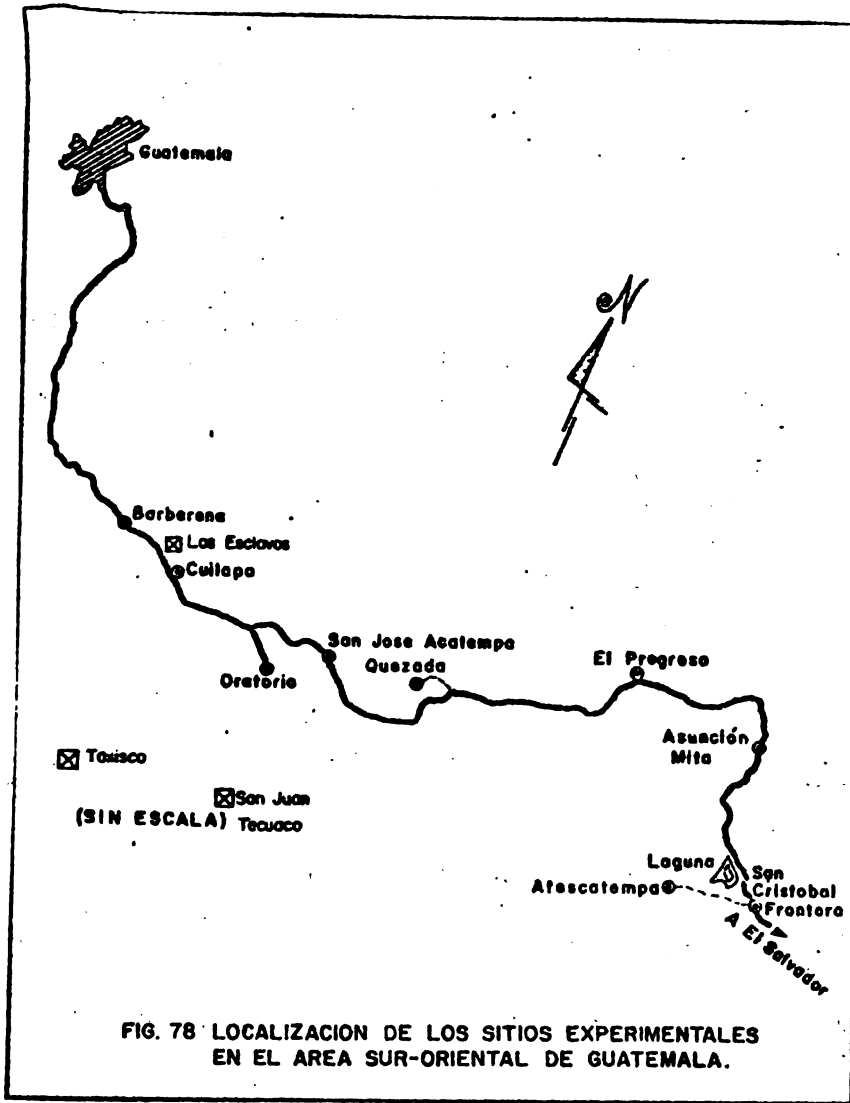 Guatemala
N
Barberena
Los Esclavos
Cuilapa
San Jose Acatempa
Quezada
El Progreso
Oratorio
Asunción
Mita
Taxisco
San Juan
(SIN ESCALA) Tecuaco
Laguna
San
Cristobal
Atescatempa
Frontera
A El Salvador
FIG. 78 LOCALIZACION DE LOS SITIOS EXPERIMENTALES
EN EL AREA SUR-ORIENTAL DE GUATEMALA.